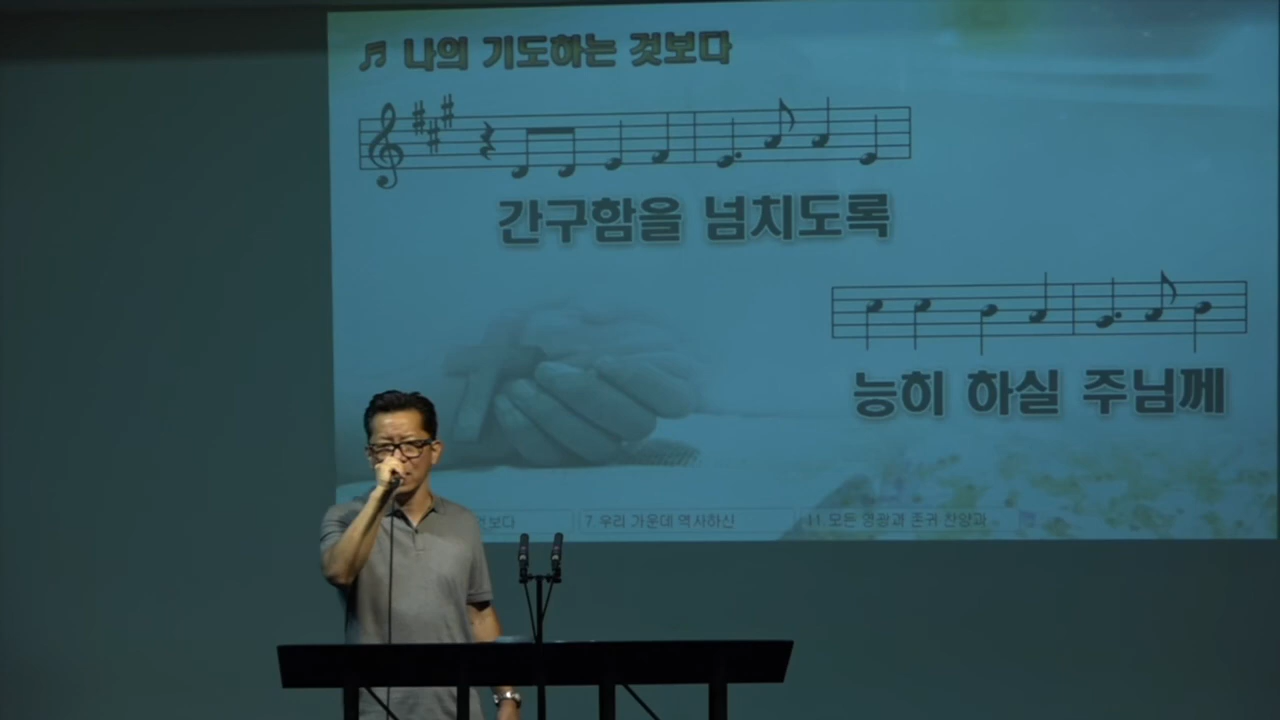 나의 기도하는 것보다
간구함을 넘치도록
능히 하실 주님께
것보다
7. 우리 가운데 역사하신
11. 모든 영광과 존귀 찬양과